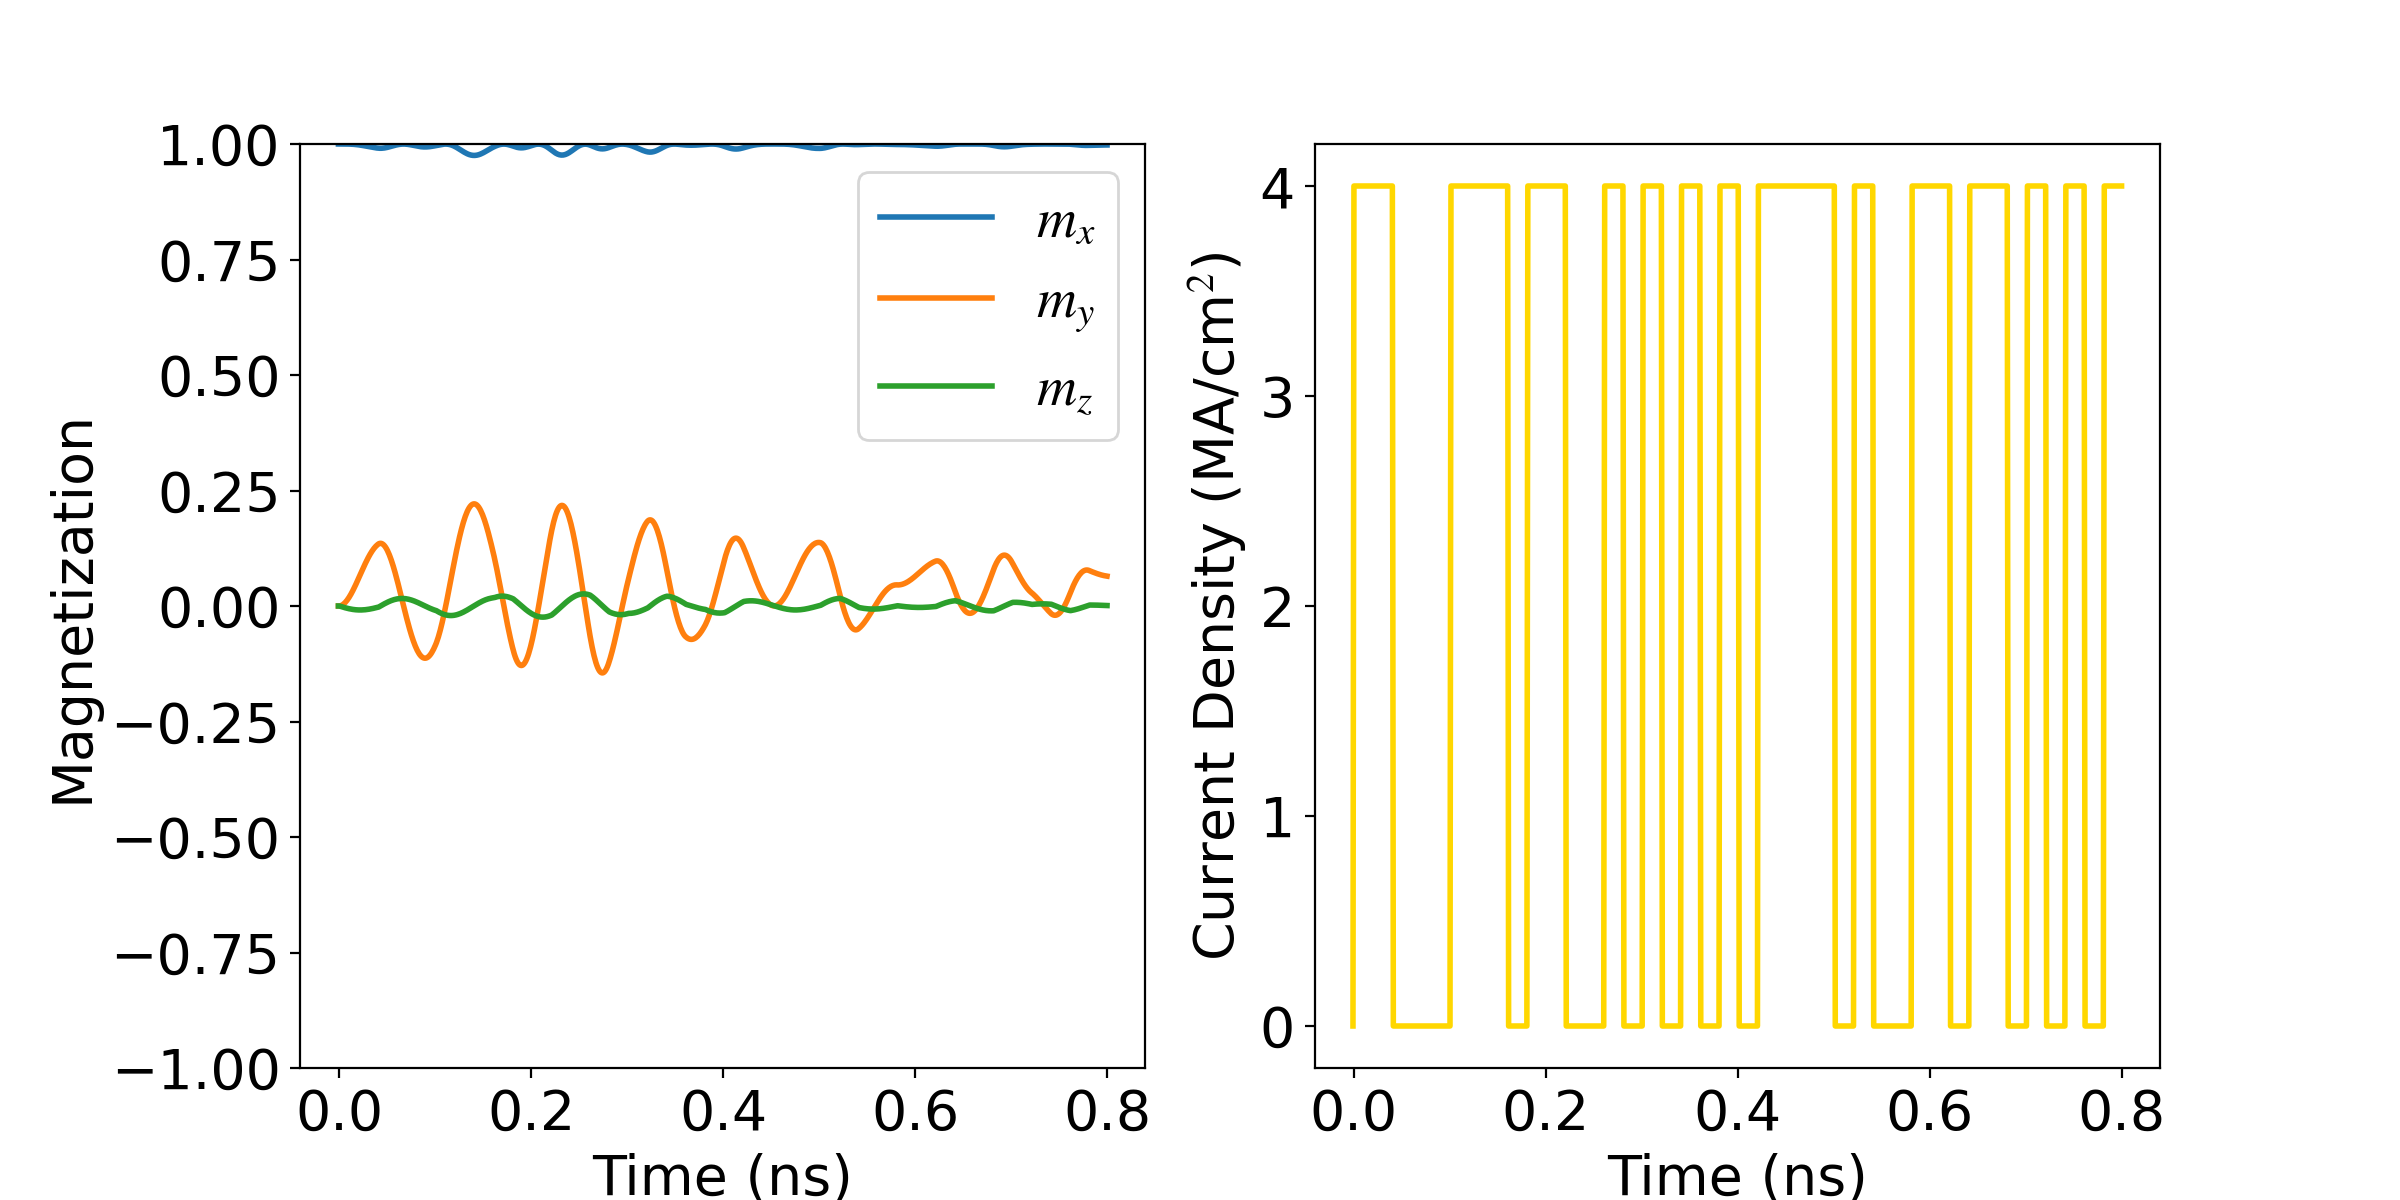 1.00
0.75
0.50
0.25
0.00
−0.25
−0.50
−0.75
−1.00
Magnetization
0.0 0.2 0.4 0.6 0.8
Time (ns)
m_x
m_y
m_z
4
3
2
1
0
Current Density (MA/cm²)
0.0 0.2 0.4 0.6 0.8
Time (ns)